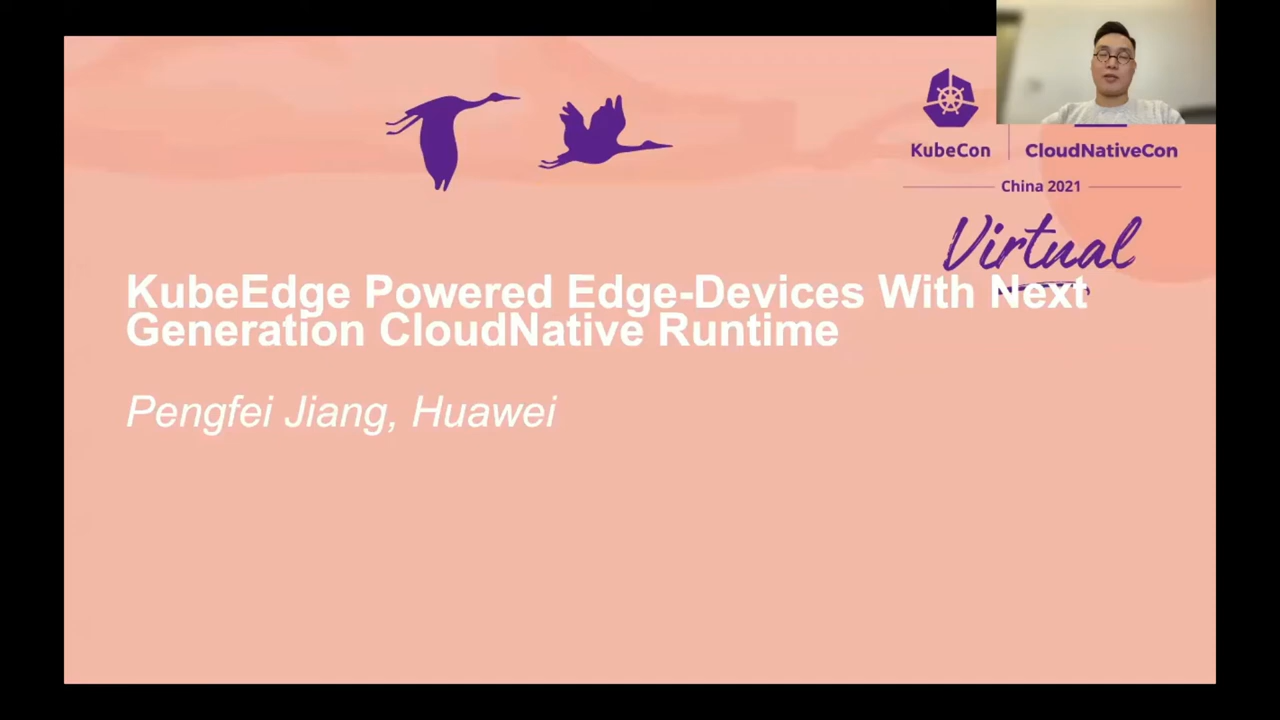 KubeCon
CloudNativeCon
China 2021
Virtual
KubeEdge Powered Edge-Devices With Next
Generation CloudNative Runtime
Pengfei Jiang, Huawei